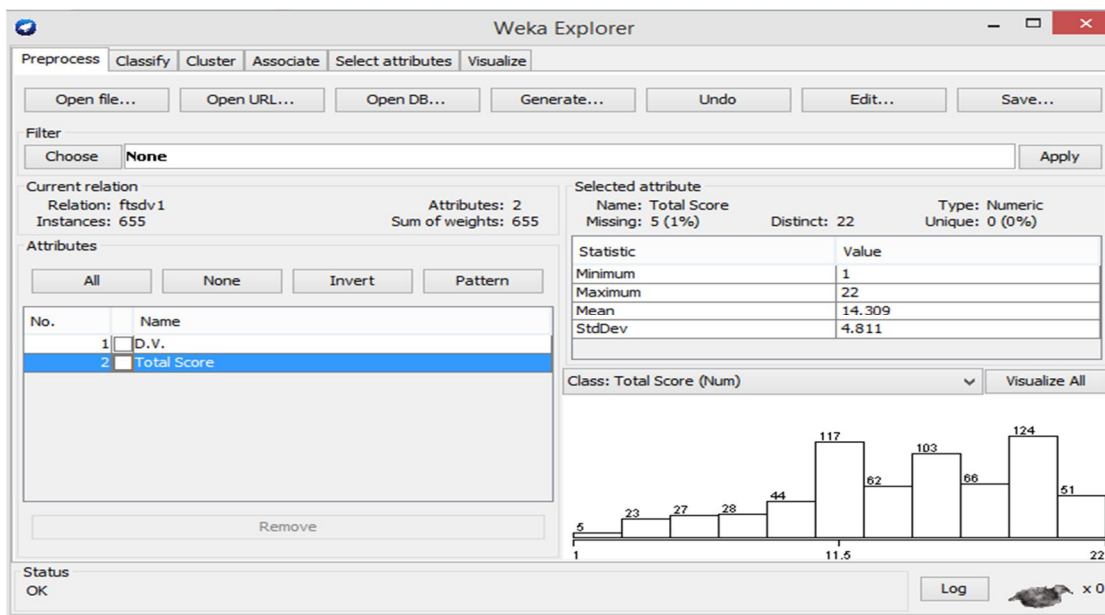 Weka Explorer
Preprocess Classify Cluster Associate Select attributes Visualize
Open file... Open URL... Open DB... Generate... Undo Edit... Save...
Filter
Choose None Apply
Current relation
Relation: ftsdv1 Attributes: 2
Instances: 655 Sum of weights: 655
Selected attribute
Name: Total Score Type: Numeric
Missing: 5 (1%) Distinct: 22 Unique: 0 (0%)
Attributes
All None Invert Pattern
No. Name
1 D.V.
2 Total Score
Remove
Statistic Value
Minimum 1
Maximum 22
Mean 14.309
StdDev 4.811
Class: Total Score (Num) Visualize All
5 23 27 28 44 117 62 103 66 124 51
1 11.5 22
Status
OK Log x 0